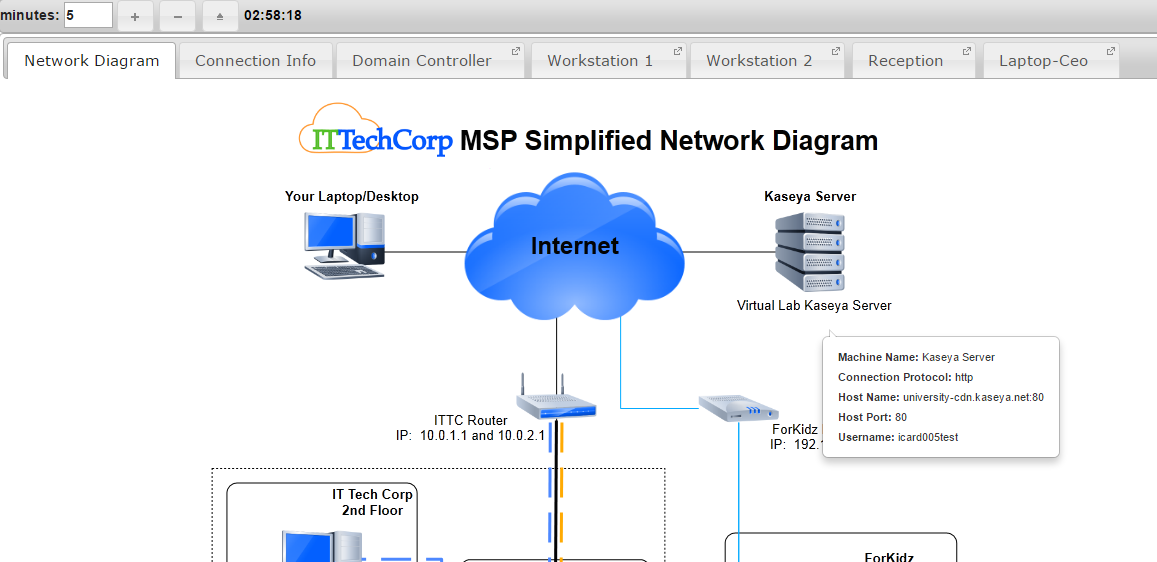 minutes: 5 + − 02:58:18
Network Diagram Connection Info Domain Controller Workstation 1 Workstation 2 Reception Laptop-Ceo
ITTechCorp MSP Simplified Network Diagram
Your Laptop/Desktop
Kaseya Server
Internet
Virtual Lab Kaseya Server
Machine Name: Kaseya Server
Connection Protocol: http
Host Name: university-cdn.kaseya.net:80
Host Port: 80
Username: icard005test
ITTC Router
IP: 10.0.1.1 and 10.0.2.1
ForKidz
IP: 192.1
IT Tech Corp
2nd Floor
ForKidz